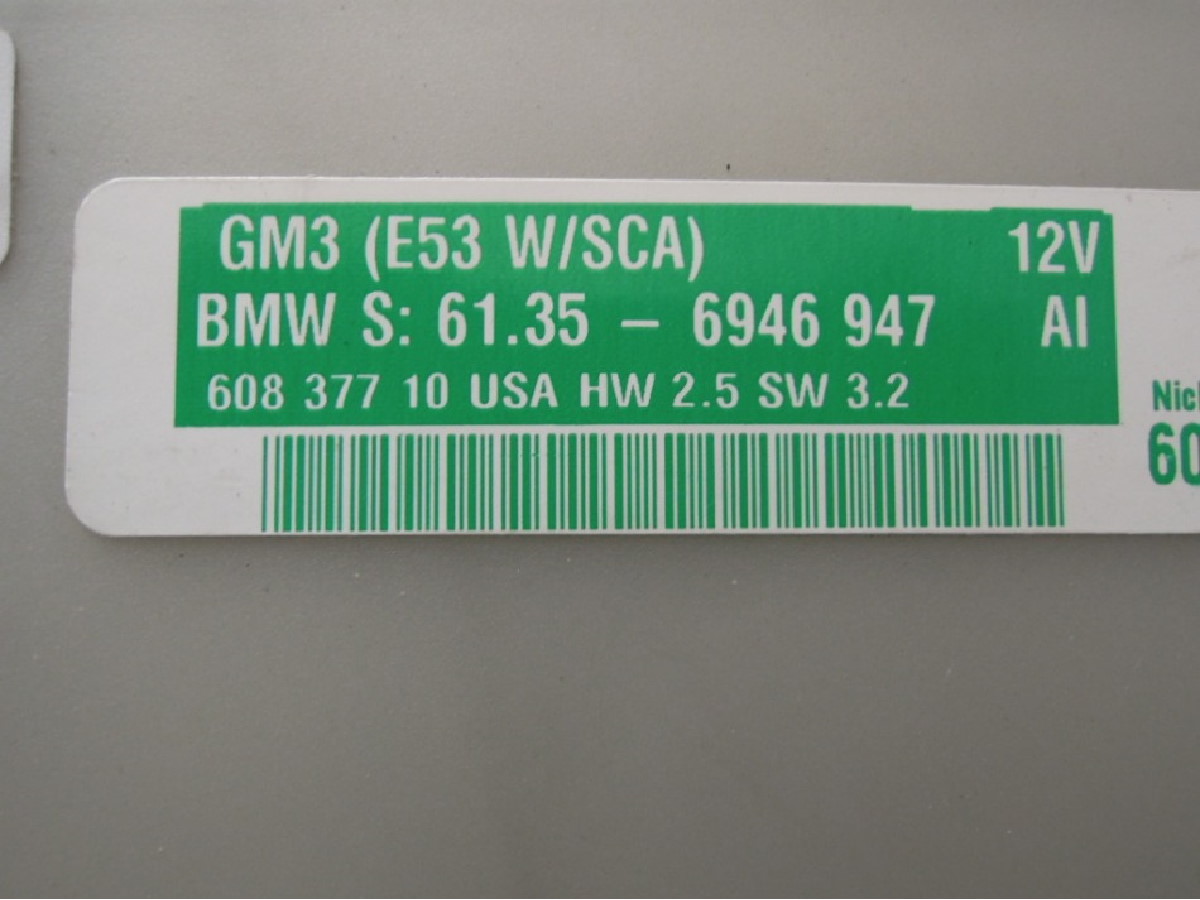 GM3 (E53 W/SCA) 12V
BMW S: 61.35 – 6946 947 AI
608 377 10 USA HW 2.5 SW 3.2
60